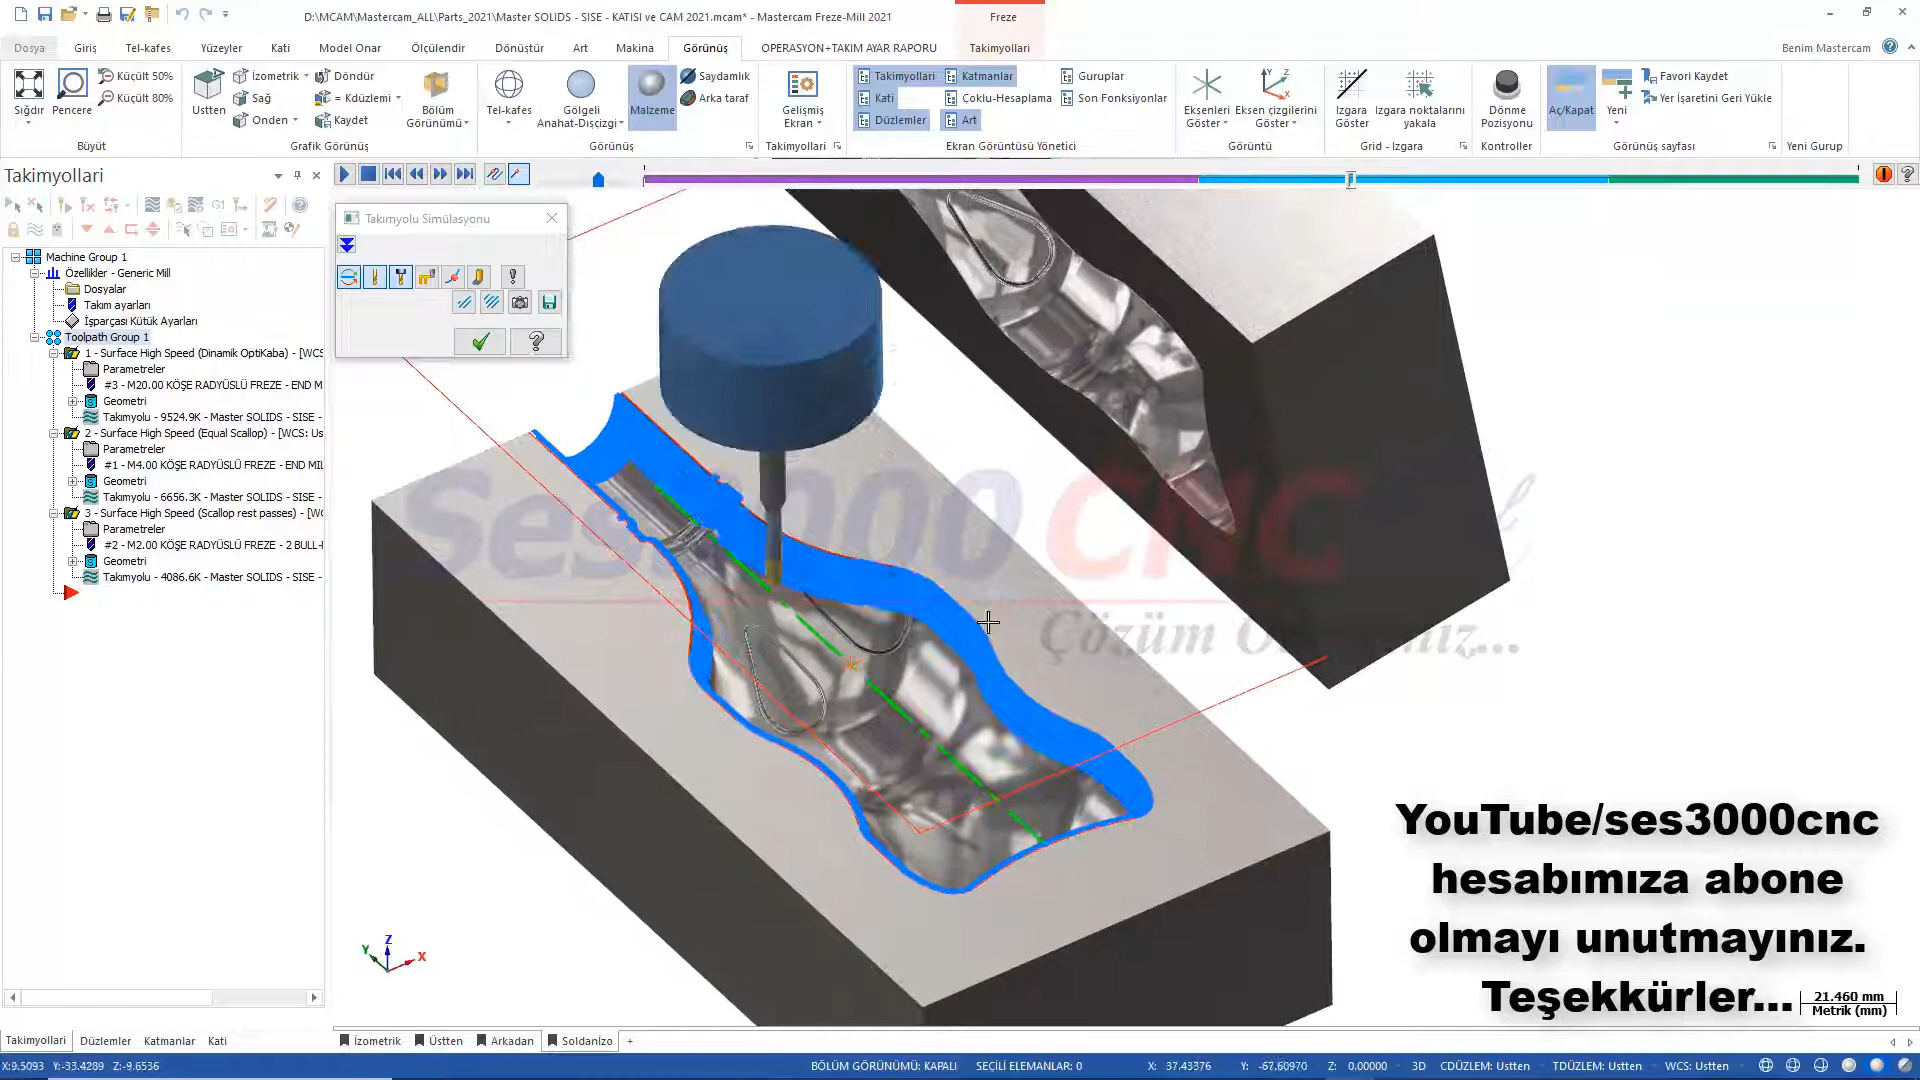 D:\MCAM\Mastercam_ALL\Parts_2021\Master SOLIDS - SISE - KATISI ve CAM 2021.mcam* - Mastercam Freze-Mill 2021
Freze
Dosya Giriş Tel-kafes Yüzeyler Kati Model Onar Ölçülendir Dönüştür Art Makina Görünüş OPERASYON+TAKIM AYAR RAPORU Takimyollari Benim Mastercam
Sığdır
Pencere
Küçült 50%
Küçült 80%
Büyüt
Üstten
İzometrik
Sağ
Önden
Döndür
= Kdüzlemi
Kaydet
Bölüm
Görünümü
Grafik Görünüş
Tel-kafes
Gölgeli
Anahat-Dışçizgi
Malzeme
Saydamlık
Arka taraf
Görünüş
Gelişmiş
Ekran
Takimyollari
Takimyollari
Kati
Düzlemler
Katmanlar
Çoklu-Hesaplama
Art
Guruplar
Son Fonksiyonlar
Ekran Görüntüsü Yönetici
Eksenleri
Göster
Eksen çizgilerini
Göster
Görüntü
Izgara
Göster
Izgara noktalarını
yakala
Grid - Izgara
Dönme
Pozisyonu
Kontroller
Aç/Kapat
Yeni
Favori Kaydet
Yer İşaretini Geri Yükle
Görünüş sayfası
Yeni Gurup
Takimyollari
G1
Machine Group 1
Özellikler - Generic Mill
Dosyalar
Takım ayarları
İşparçası Kütük Ayarları
Toolpath Group 1
1 - Surface High Speed (Dinamik OptiKaba) - [WCS
Parametreler
#3 - M20.00 KÖŞE RADYÜSLÜ FREZE - END M
Geometri
Takımyolu - 9524.9K - Master SOLIDS - SISE -
2 - Surface High Speed (Equal Scallop) - [WCS: Us
Parametreler
#1 - M4.00 KÖŞE RADYÜSLÜ FREZE - END MIL
Geometri
Takımyolu - 6656.3K - Master SOLIDS - SISE -
3 - Surface High Speed (Scallop rest passes) - [WC
Parametreler
#2 - M2.00 KÖŞE RADYÜSLÜ FREZE - 2 BULL-
Geometri
Takımyolu - 4086.6K - Master SOLIDS - SISE -
Takımyolu Simülasyonu
Ses3000 CNC
Çözüm
YouTube/ses3000cnc
hesabımıza abone
olmayı unutmayınız.
Teşekkürler...
21.460 mm
Metrik (mm)
Z
Y
X
Takimyollari Düzlemler Katmanlar Kati
İzometrik Üstten Arkadan Soldanizo +
X:9.5093 Y:-33.4289 Z:-9.6536 BÖLÜM GÖRÜNÜMÜ: KAPALI SEÇİLİ ELEMANLAR: 0 X: 37.43376 Y: -67.60970 Z: 0.00000 3D CDÜZLEM: Ustten TDÜZLEM: Ustten WCS: Ustten